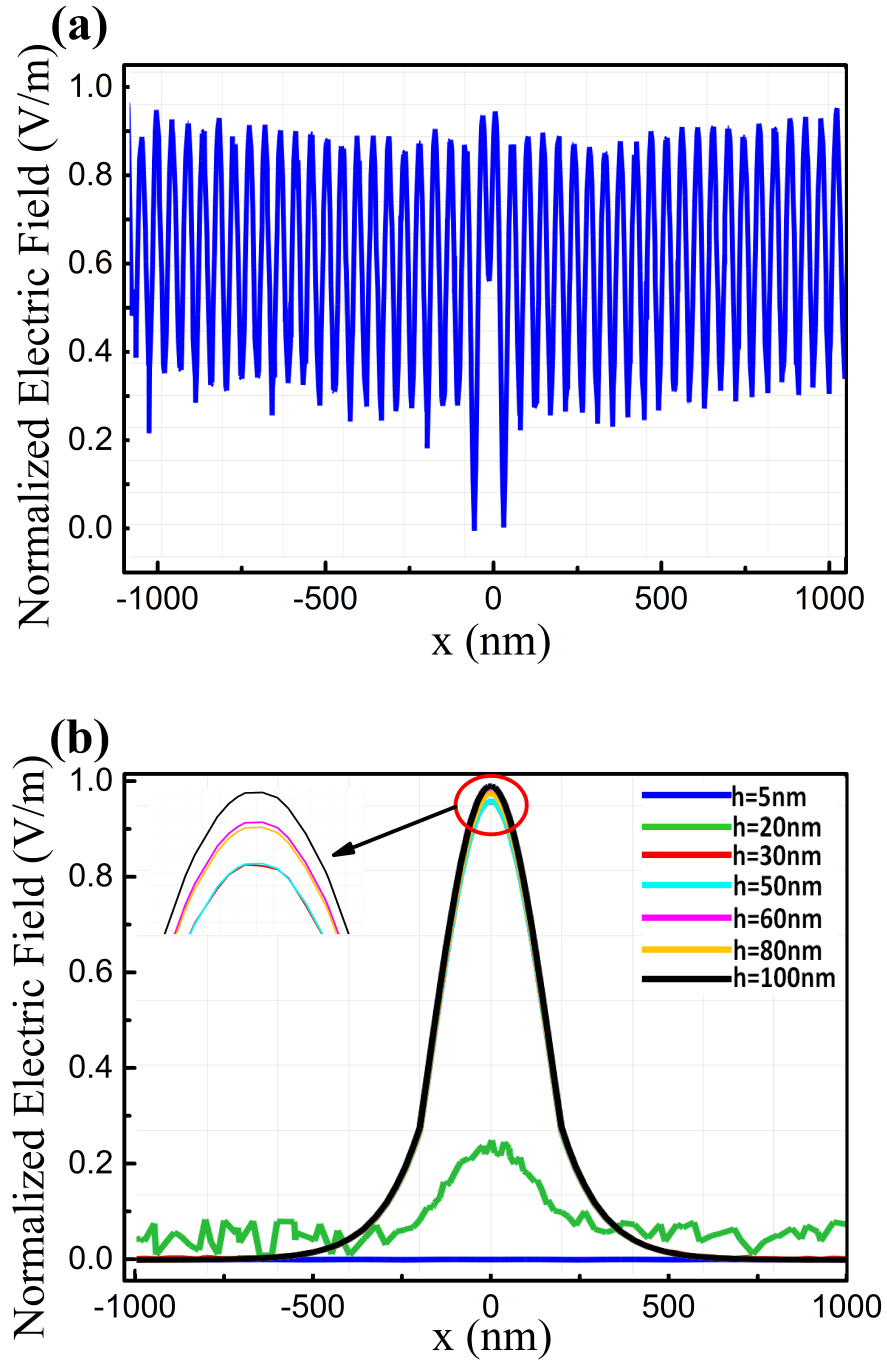 (a)
Normalized Electric Field (V/m)
1.0
0.8
0.6
0.4
0.2
0.0
-1000
-500
0
500
1000
x (nm)
(b)
Normalized Electric Field (V/m)
1.0
0.8
0.6
0.4
0.2
0.0
h=5nm
h=20nm
h=30nm
h=50nm
h=60nm
h=80nm
h=100nm
-1000
-500
0
500
1000
x (nm)